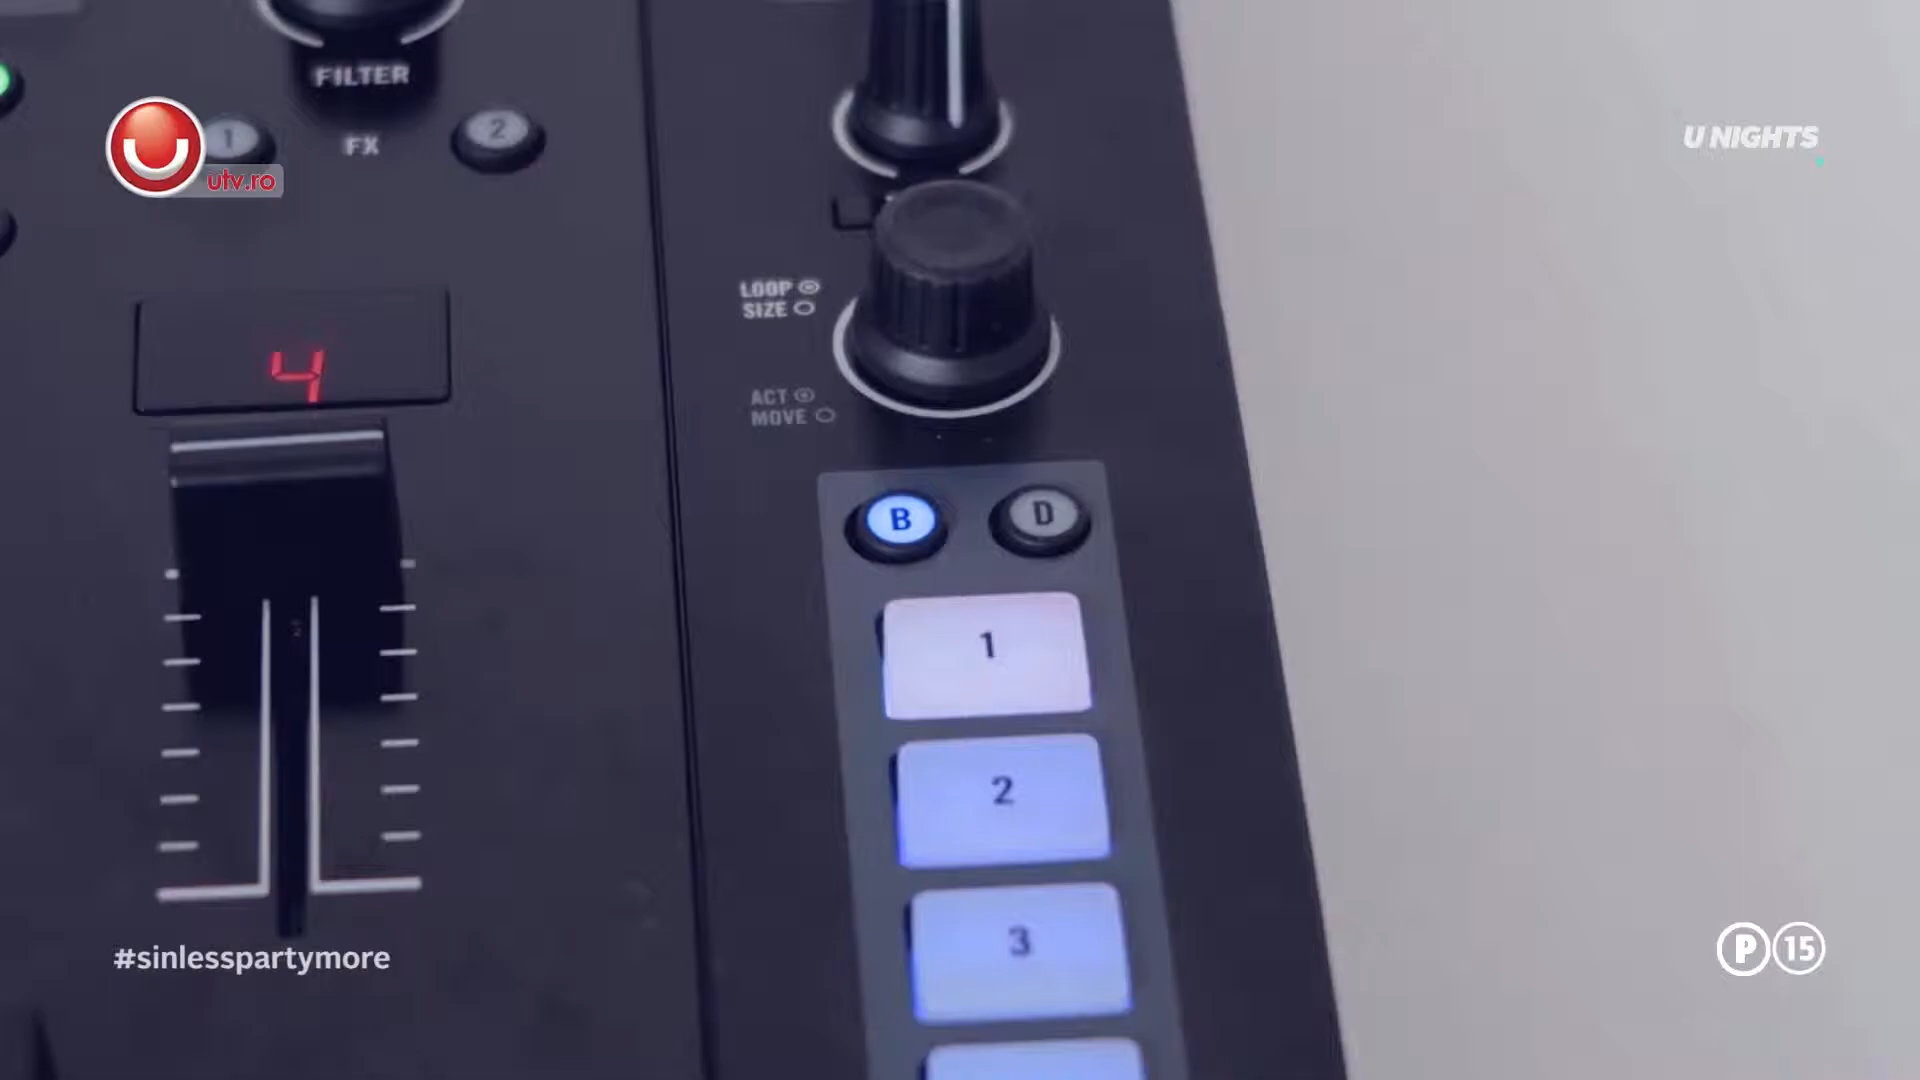 FILTER
1
FX
2
utv.ro
U NIGHTS
LOOP
SIZE
4
ACT
MOVE
B
D
1
2
3
#sinlesspartymore
P 15